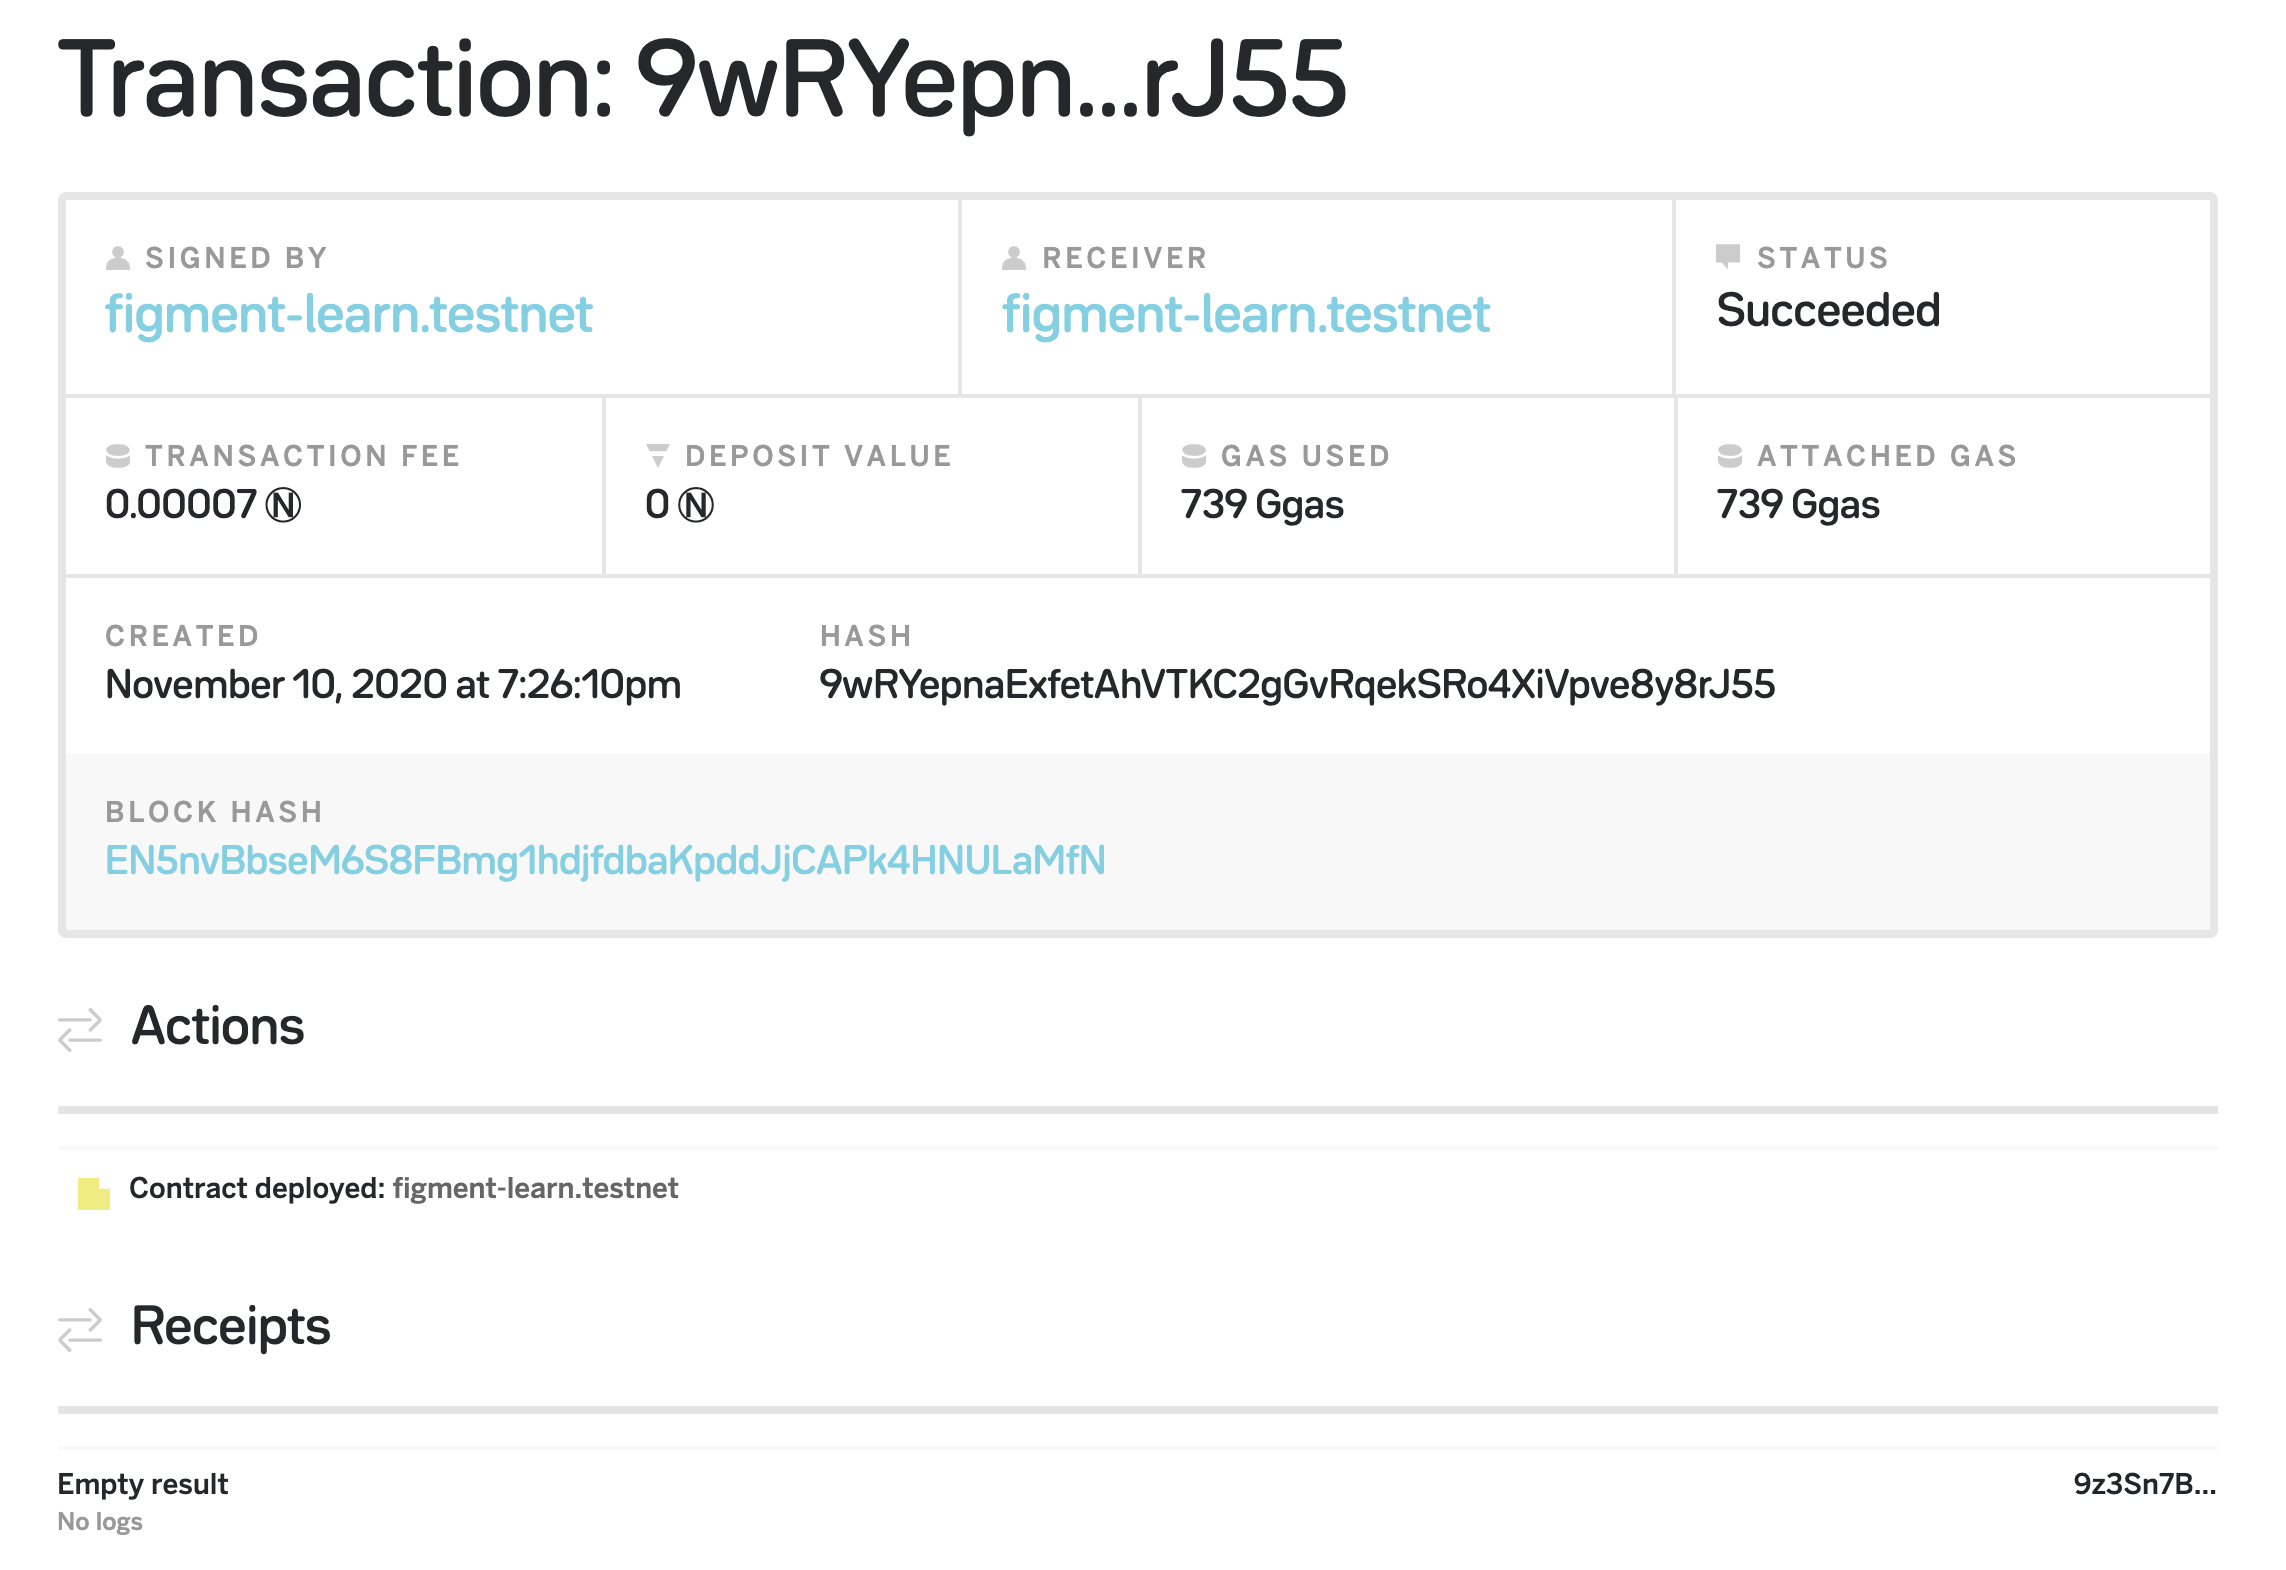 Transaction: 9wRYepn...rJ55
SIGNED BY
figment-learn.testnet
RECEIVER
figment-learn.testnet
STATUS
Succeeded
TRANSACTION FEE
0.00007 Ⓝ
DEPOSIT VALUE
0 Ⓝ
GAS USED
739 Ggas
ATTACHED GAS
739 Ggas
CREATED
November 10, 2020 at 7:26:10pm
HASH
9wRYepnaExfetAhVTKC2gGvRqekSRo4XiVpve8y8rJ55
BLOCK HASH
EN5nvBbseM6S8FBmg1hdjfdbaKpddJjCAPk4HNULaMfN
Actions
Contract deployed: figment-learn.testnet
Receipts
Empty result
9z3Sn7B...
No logs